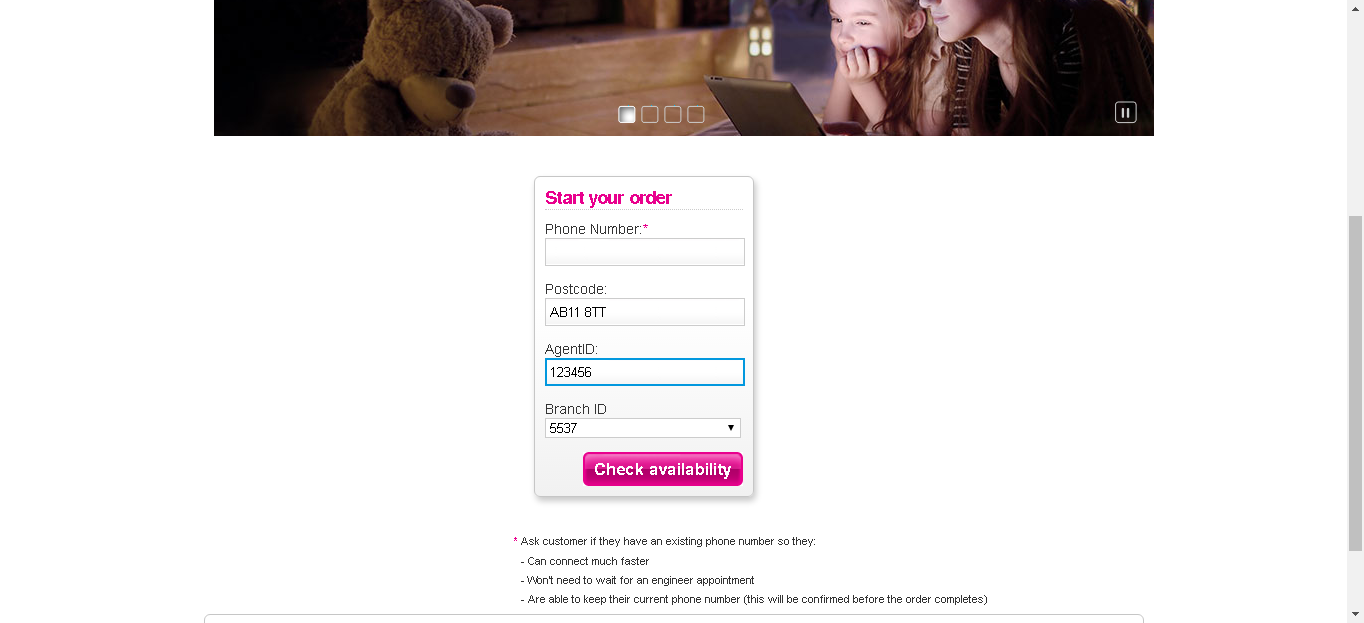 Start your order
Phone Number:*
Postcode:
AB11 8TT
AgentID:
123456
Branch ID
5537
Check availability
* Ask customer if they have an existing phone number so they:
- Can connect much faster
- Won't need to wait for an engineer appointment
- Are able to keep their current phone number (this will be confirmed before the order completes)